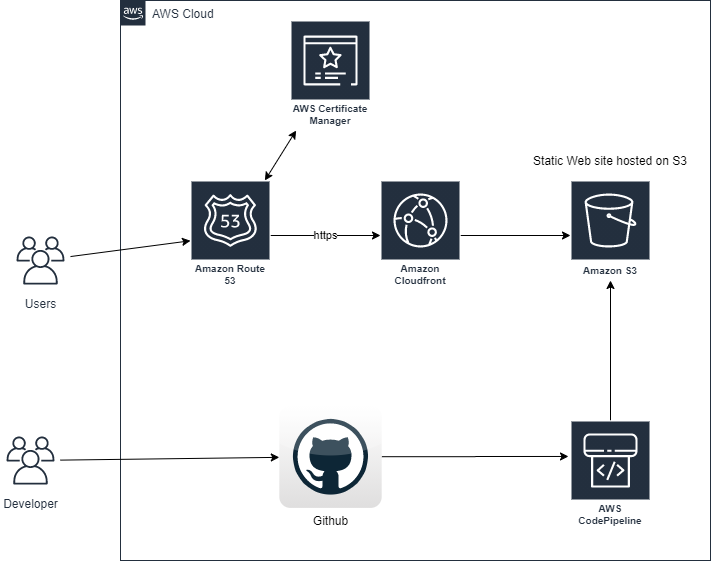 aws
AWS Cloud
AWS Certificate
Manager
Static Web site hosted on S3
53
https
Amazon Route
53
Amazon
Cloudfront
Amazon S3
Users
</>
Developer
Github
AWS
CodePipeline